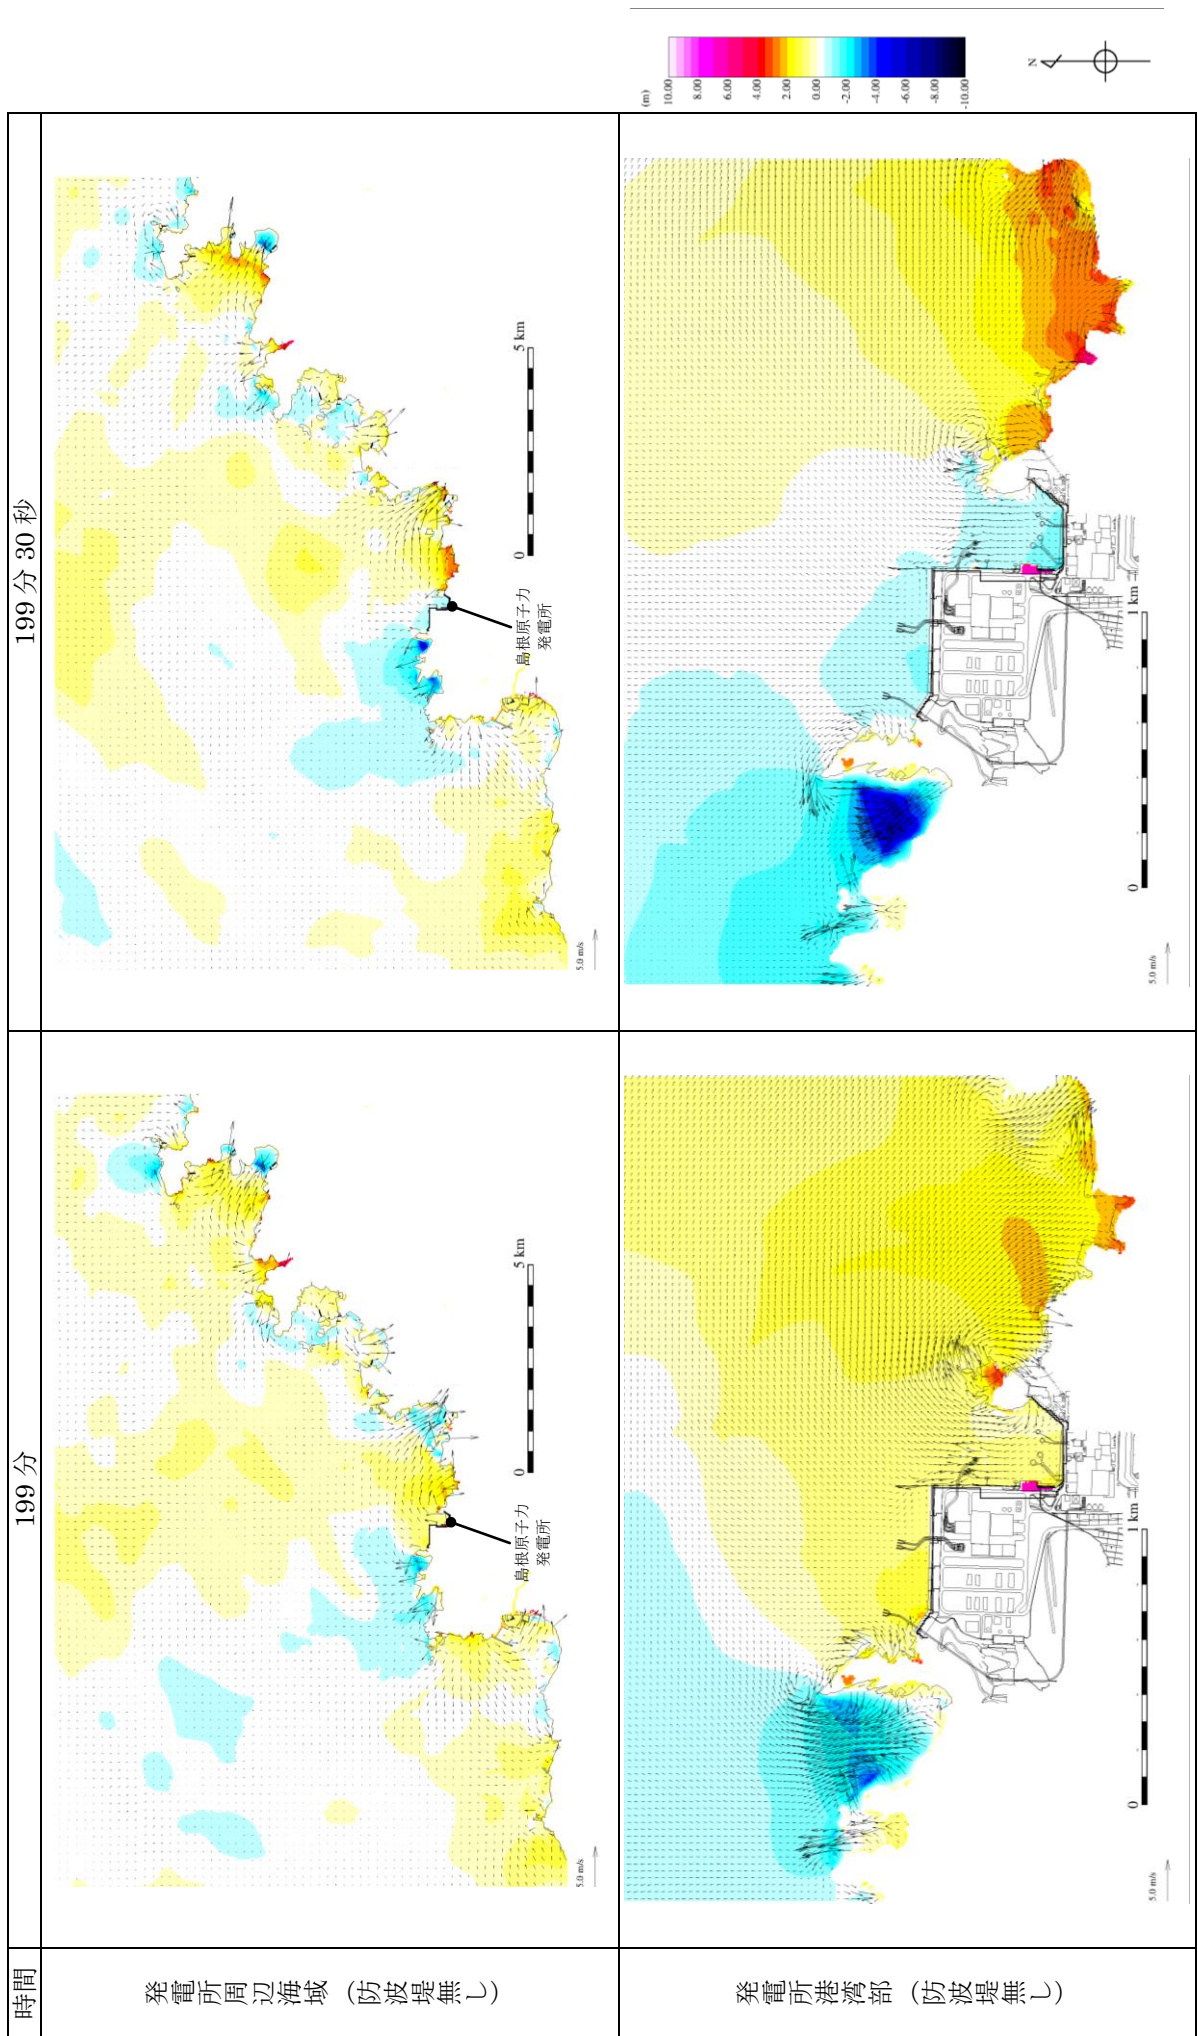 時間
199分
199分30秒
発電所周辺海域（防波堤無し）
島根原子力
発電所
0
5 km
5.0 m/s
島根原子力
発電所
0
5 km
5.0 m/s
発電所港湾部（防波堤無し）
0
1 km
5.0 m/s
0
1 km
5.0 m/s
(m)
10.00
8.00
6.00
4.00
2.00
0.00
-2.00
-4.00
-6.00
-8.00
-10.00
N